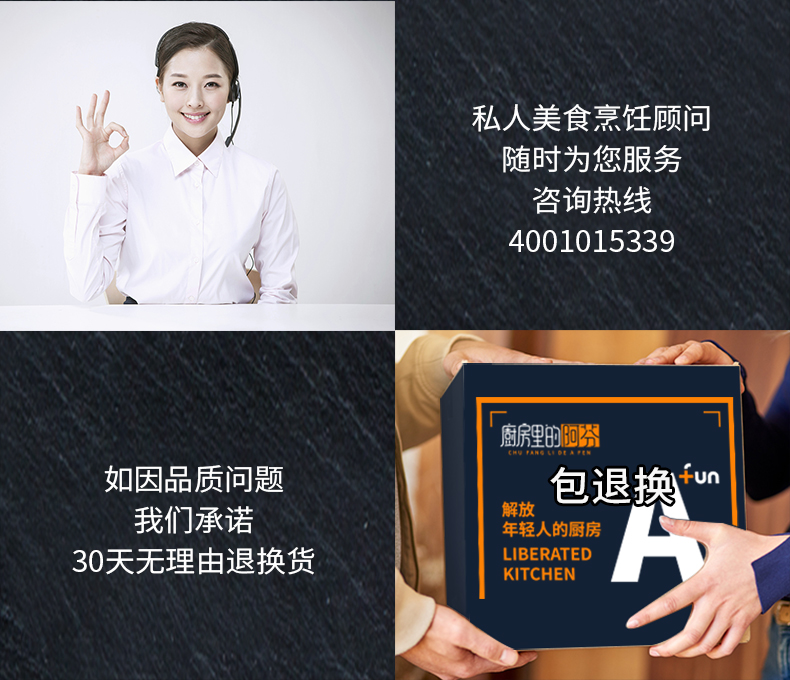 私人美食烹饪顾问
随时为您服务
咨询热线
4001015339
如因品质问题
我们承诺
30天无理由退换货
廚房里的阿芬
CHU FANG LI DE A FEN
A+fun
包退换
解放
年轻人的厨房
LIBERATED
KITCHEN